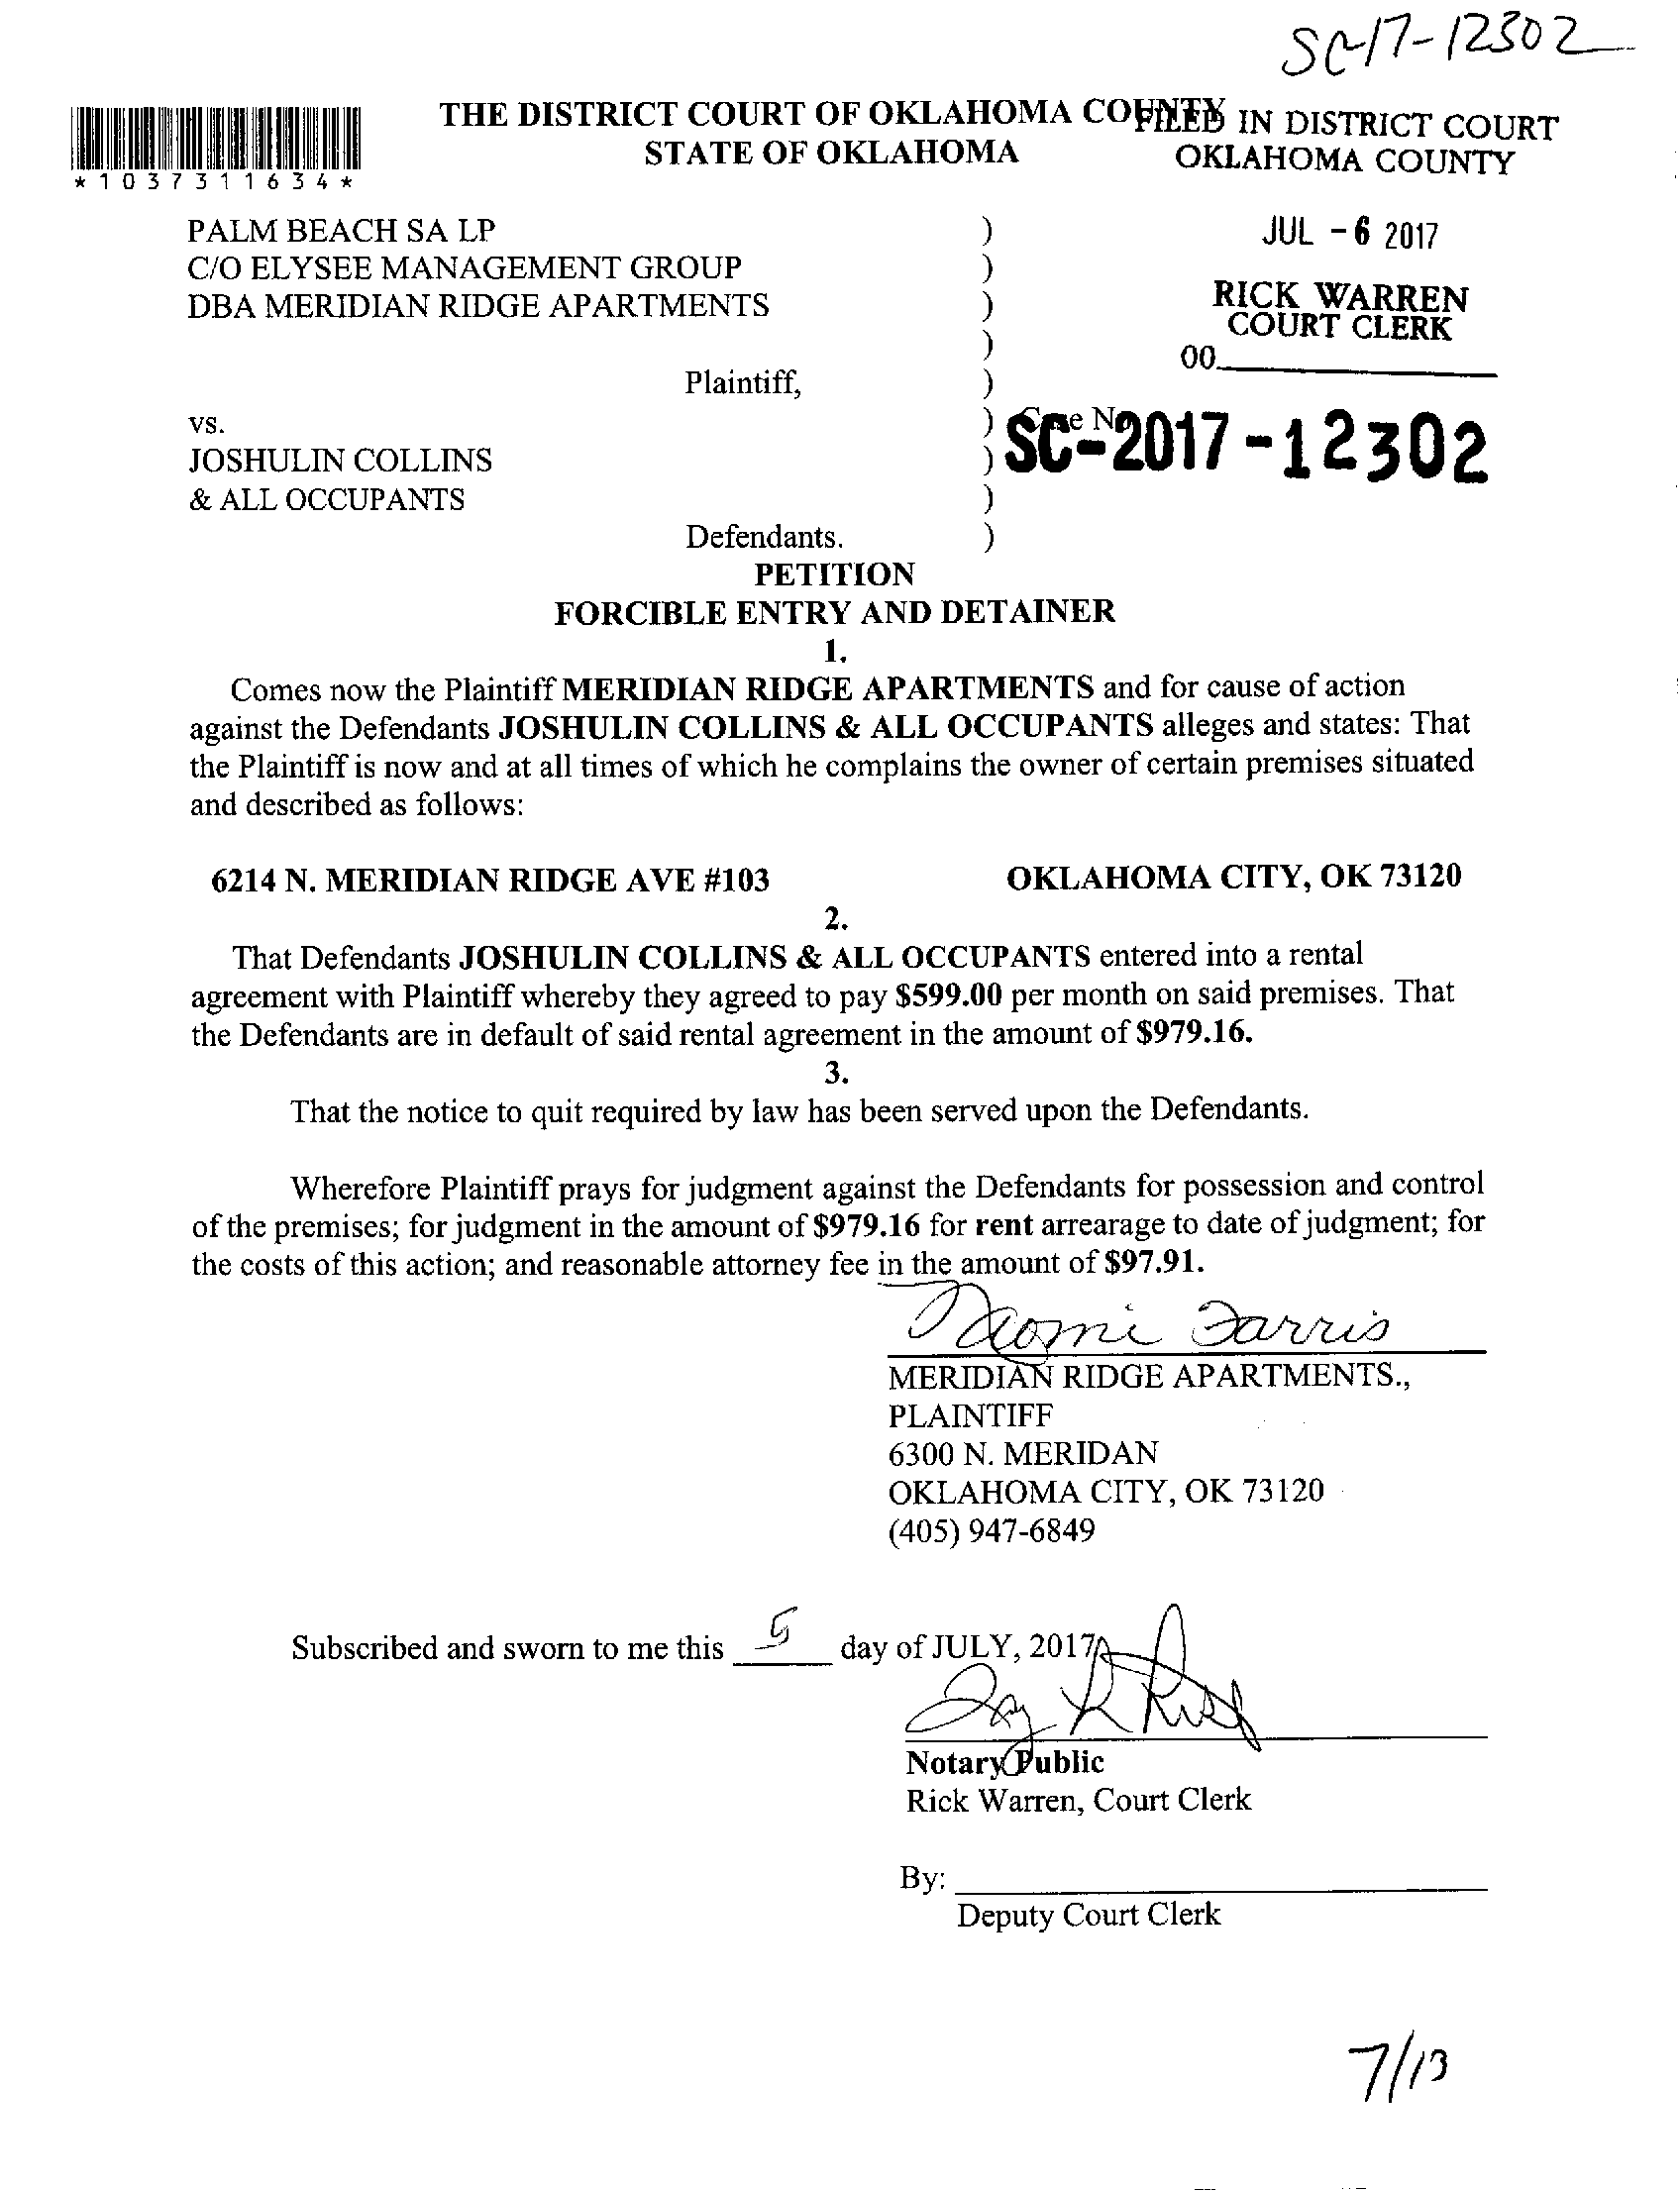 SC-17-12302
THE DISTRICT COURT OF OKLAHOMA COUNTY
STATE OF OKLAHOMA
FILED IN DISTRICT COURT
OKLAHOMA COUNTY
*1037311634*
JUL -6 2017
RICK WARREN
COURT CLERK
00
PALM BEACH SA LP )
C/O ELYSEE MANAGEMENT GROUP )
DBA MERIDIAN RIDGE APARTMENTS )
)
Plaintiff, )
vs. ) Case No
SC-2017-12302
JOSHULIN COLLINS )
& ALL OCCUPANTS )
Defendants. )
PETITION
FORCIBLE ENTRY AND DETAINER
1.
Comes now the Plaintiff MERIDIAN RIDGE APARTMENTS and for cause of action
against the Defendants JOSHULIN COLLINS & ALL OCCUPANTS alleges and states: That
the Plaintiff is now and at all times of which he complains the owner of certain premises situated
and described as follows:
6214 N. MERIDIAN RIDGE AVE #103 OKLAHOMA CITY, OK 73120
2.
That Defendants JOSHULIN COLLINS & ALL OCCUPANTS entered into a rental
agreement with Plaintiff whereby they agreed to pay $599.00 per month on said premises. That
the Defendants are in default of said rental agreement in the amount of $979.16.
3.
That the notice to quit required by law has been served upon the Defendants.
Wherefore Plaintiff prays for judgment against the Defendants for possession and control
of the premises; for judgment in the amount of $979.16 for rent arrearage to date of judgment; for
the costs of this action; and reasonable attorney fee in the amount of $97.91.
Naomi Farris
MERIDIAN RIDGE APARTMENTS.,
PLAINTIFF
6300 N. MERIDAN
OKLAHOMA CITY, OK 73120
(405) 947-6849
Subscribed and sworn to me this 5 day of JULY, 2017
Notary Public
Rick Warren, Court Clerk
By:
Deputy Court Clerk
7/13